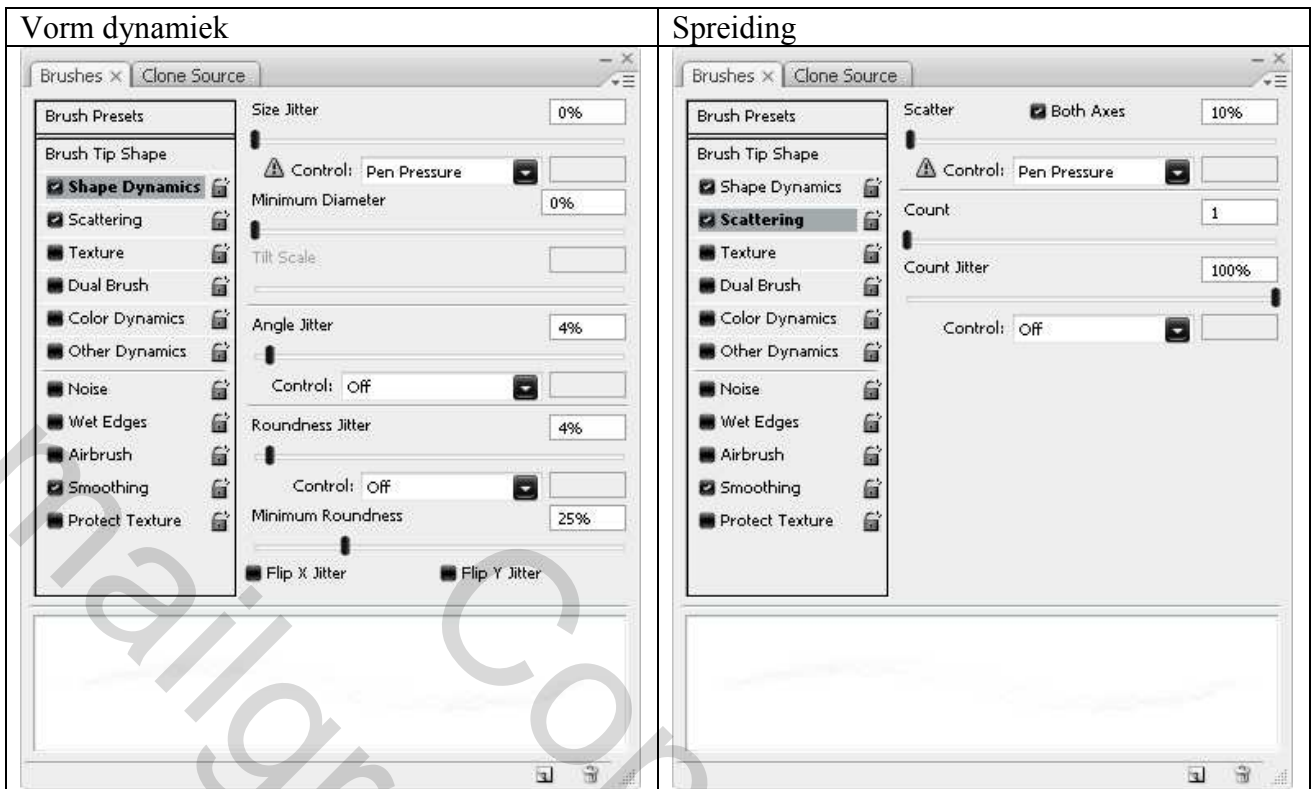 Vorm dynamiek
Brushes × Clone Source
Brush Presets
Brush Tip Shape
Shape Dynamics
Scattering
Texture
Dual Brush
Color Dynamics
Other Dynamics
Noise
Wet Edges
Airbrush
Smoothing
Protect Texture
Size Jitter 0%
Control: Pen Pressure
Minimum Diameter 0%
Tilt Scale
Angle Jitter 4%
Control: Off
Roundness Jitter 4%
Control: Off
Minimum Roundness 25%
Flip X Jitter Flip Y Jitter
Spreiding
Brushes × Clone Source
Brush Presets
Brush Tip Shape
Shape Dynamics
Scattering
Texture
Dual Brush
Color Dynamics
Other Dynamics
Noise
Wet Edges
Airbrush
Smoothing
Protect Texture
Scatter Both Axes 10%
Control: Pen Pressure
Count 1
Count Jitter 100%
Control: Off